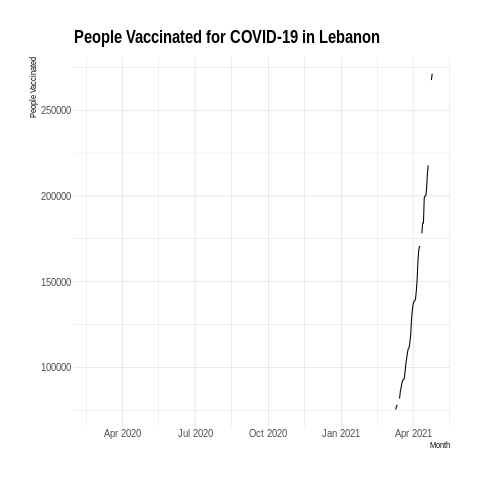 People Vaccinated for COVID-19 in Lebanon
People Vaccinated
250000
200000
150000
100000
Apr 2020
Jul 2020
Oct 2020
Jan 2021
Apr 2021
Month